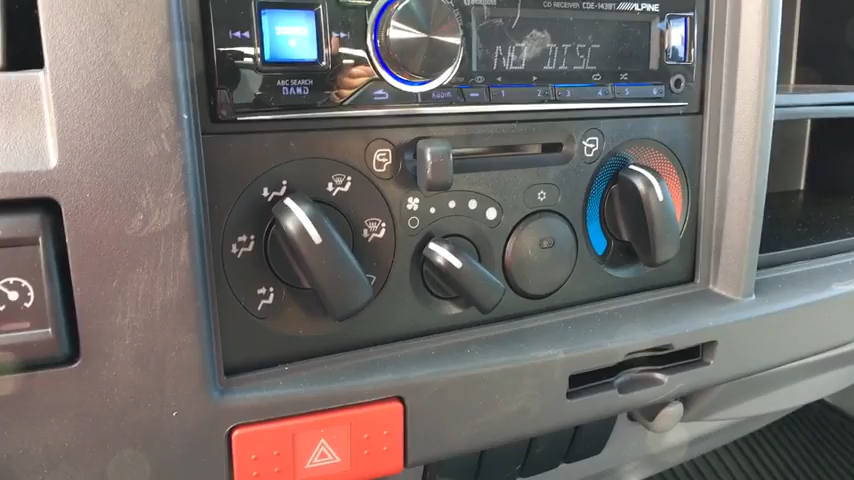 CD RECEIVER CDE-143BT ALPINE
SOURCE
NO DISC
ABC SEARCH
BAND
AUDIO 1 2 3 4 5 6